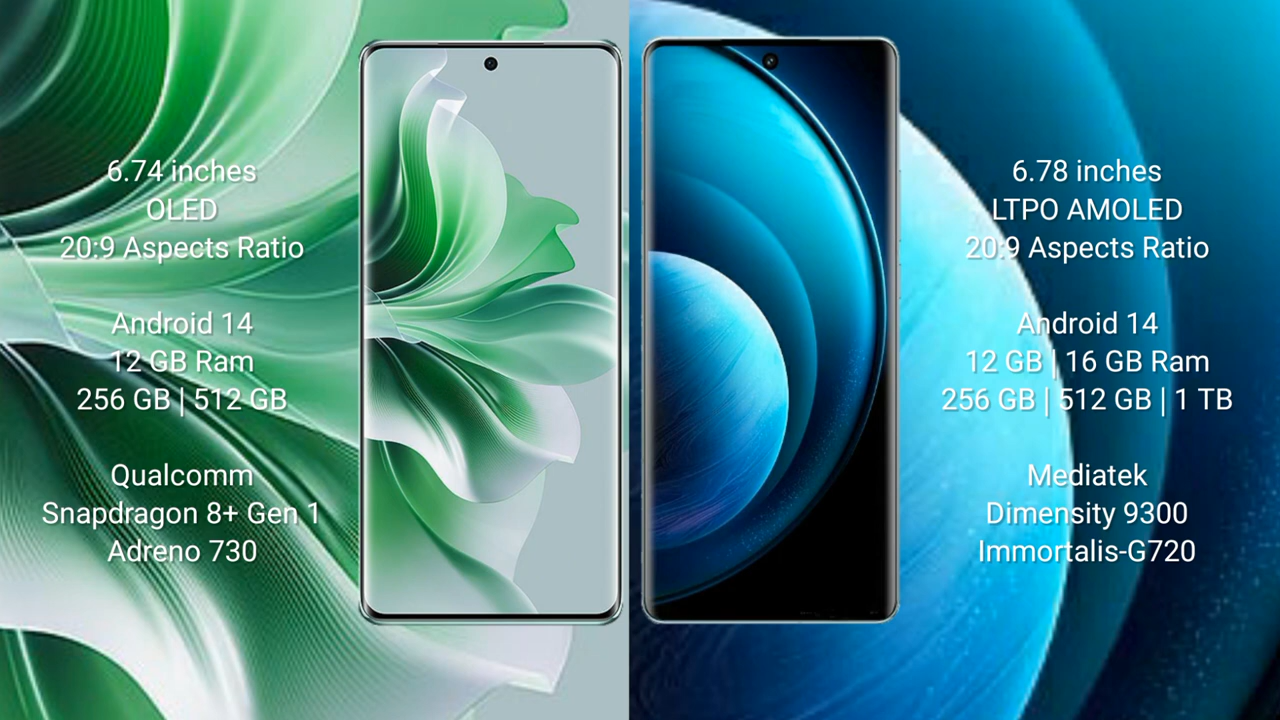 6.74 inches
OLED
20:9 Aspects Ratio
Android 14
12 GB Ram
256 GB | 512 GB
Qualcomm
Snapdragon 8+ Gen 1
Adreno 730
6.78 inches
LTPO AMOLED
20:9 Aspects Ratio
Android 14
12 GB | 16 GB Ram
256 GB | 512 GB | 1 TB
Mediatek
Dimensity 9300
Immortalis-G720